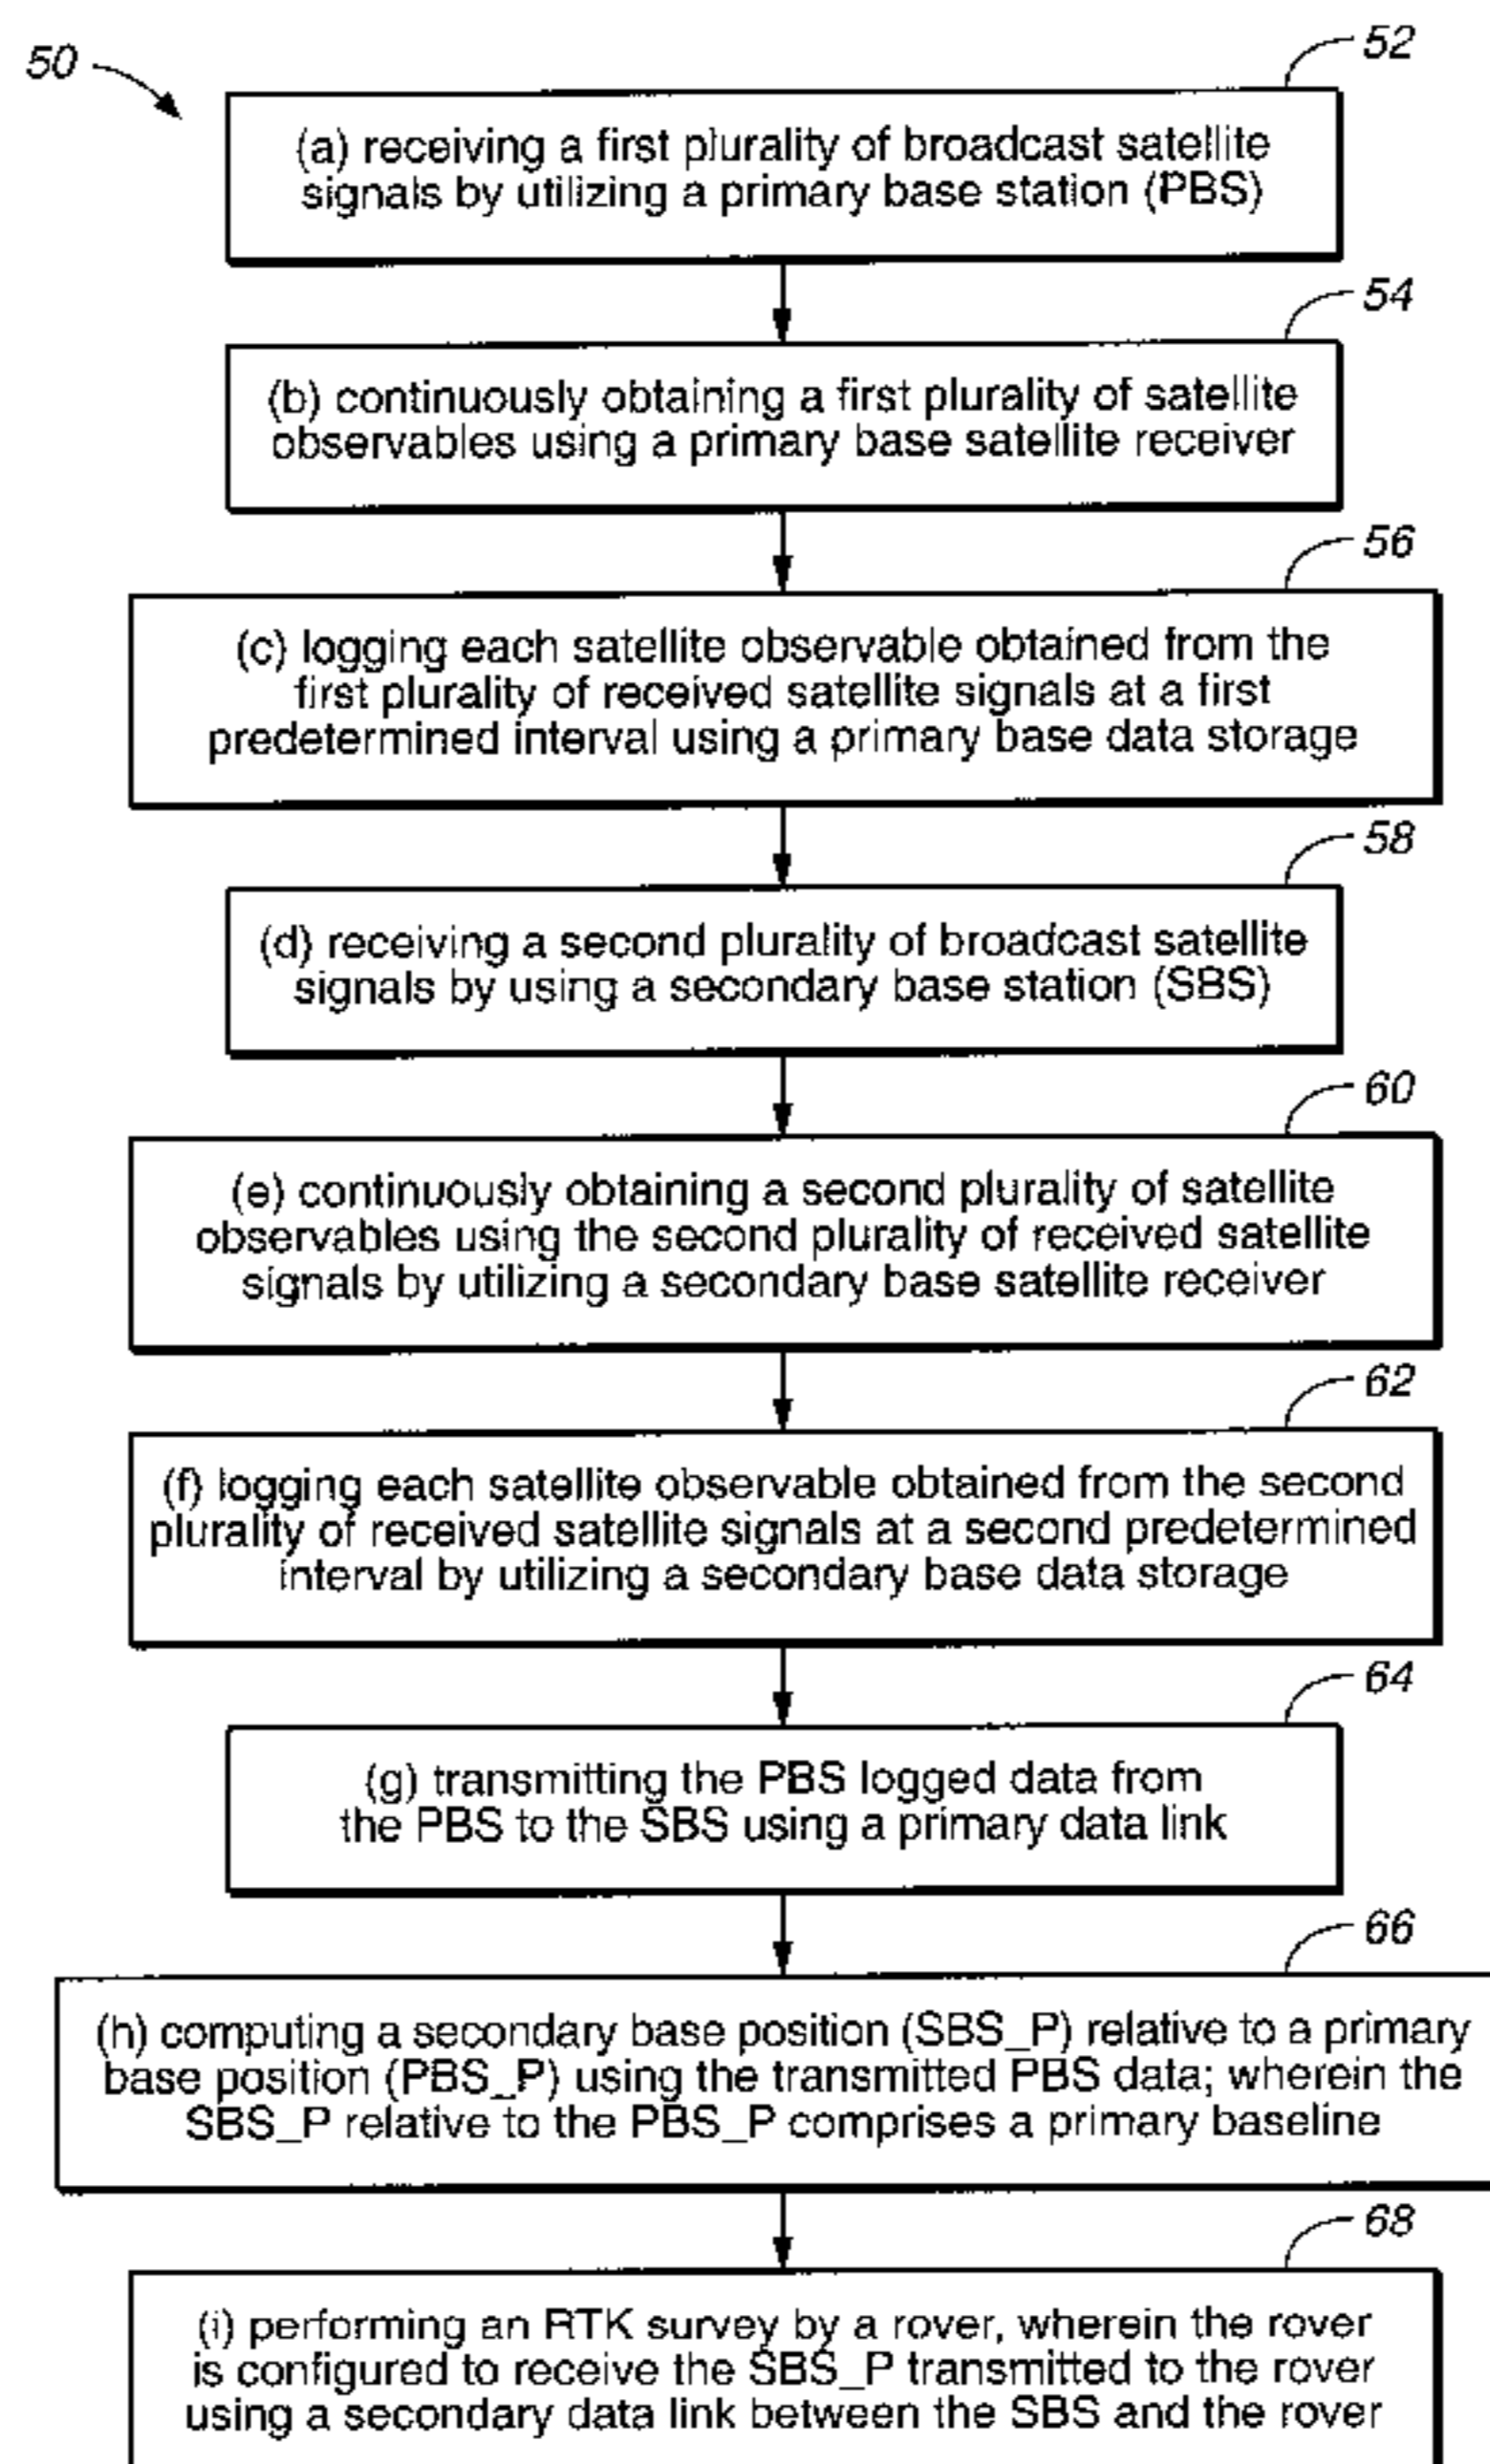 50
52
(a) receiving a first plurality of broadcast satellite
signals by utilizing a primary base station (PBS)
54
(b) continuously obtaining a first plurality of satellite
observables using a primary base satellite receiver
56
(c) logging each satellite observable obtained from the
first plurality of received satellite signals at a first
predetermined interval using a primary base data storage
58
(d) receiving a second plurality of broadcast satellite
signals by using a secondary base station (SBS)
60
(e) continuously obtaining a second plurality of satellite
observables using the second plurality of received satellite
signals by utilizing a secondary base satellite receiver
62
(f) logging each satellite observable obtained from the second
plurality of received satellite signals at a second predetermined
interval by utilizing a secondary base data storage
64
(g) transmitting the PBS logged data from
the PBS to the SBS using a primary data link
66
(h) computing a secondary base position (SBS_P) relative to a primary
base position (PBS_P) using the transmitted PBS data; wherein the
SBS_P relative to the PBS_P comprises a primary baseline
68
(i) performing an RTK survey by a rover, wherein the rover
is configured to receive the SBS_P transmitted to the rover
using a secondary data link between the SBS and the rover